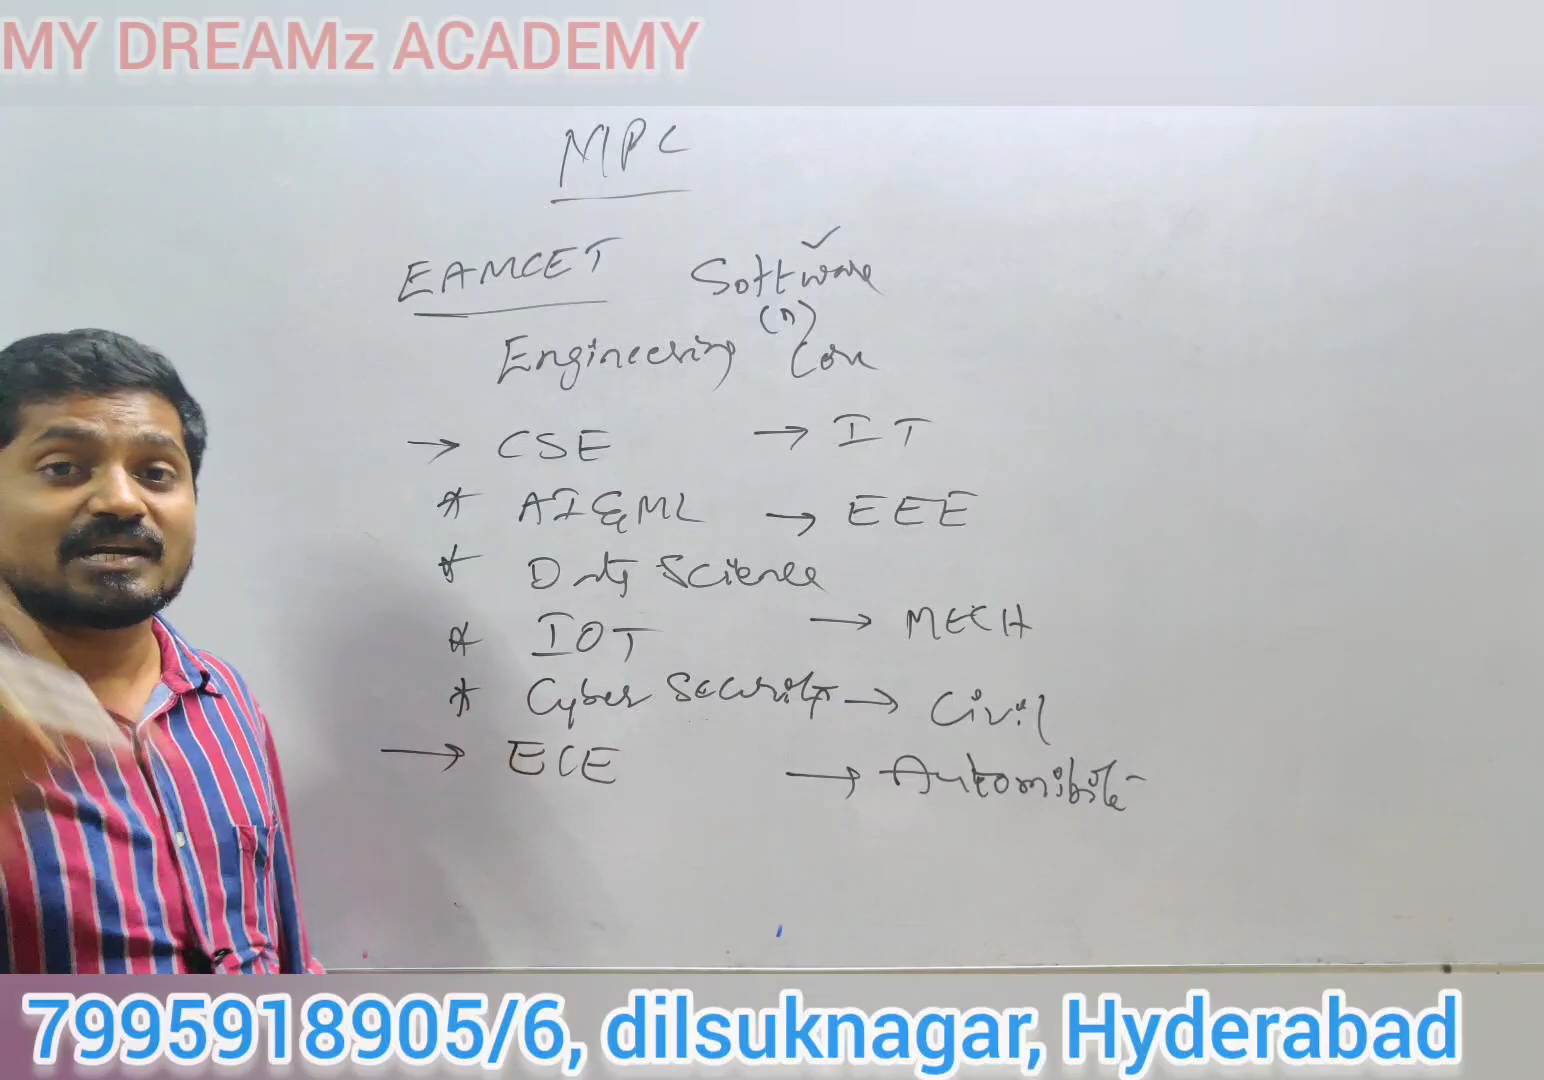 MY DREAMz ACADEMY
MPC
EAMCET Software ✓
(or)
Engineering Core
→ CSE → IT
* AI & ML → EEE
* Data Science
* IOT → MECH
* Cyber Security → Civil
→ ECE → Automibile
7995918905/6, dilsuknagar, Hyderabad